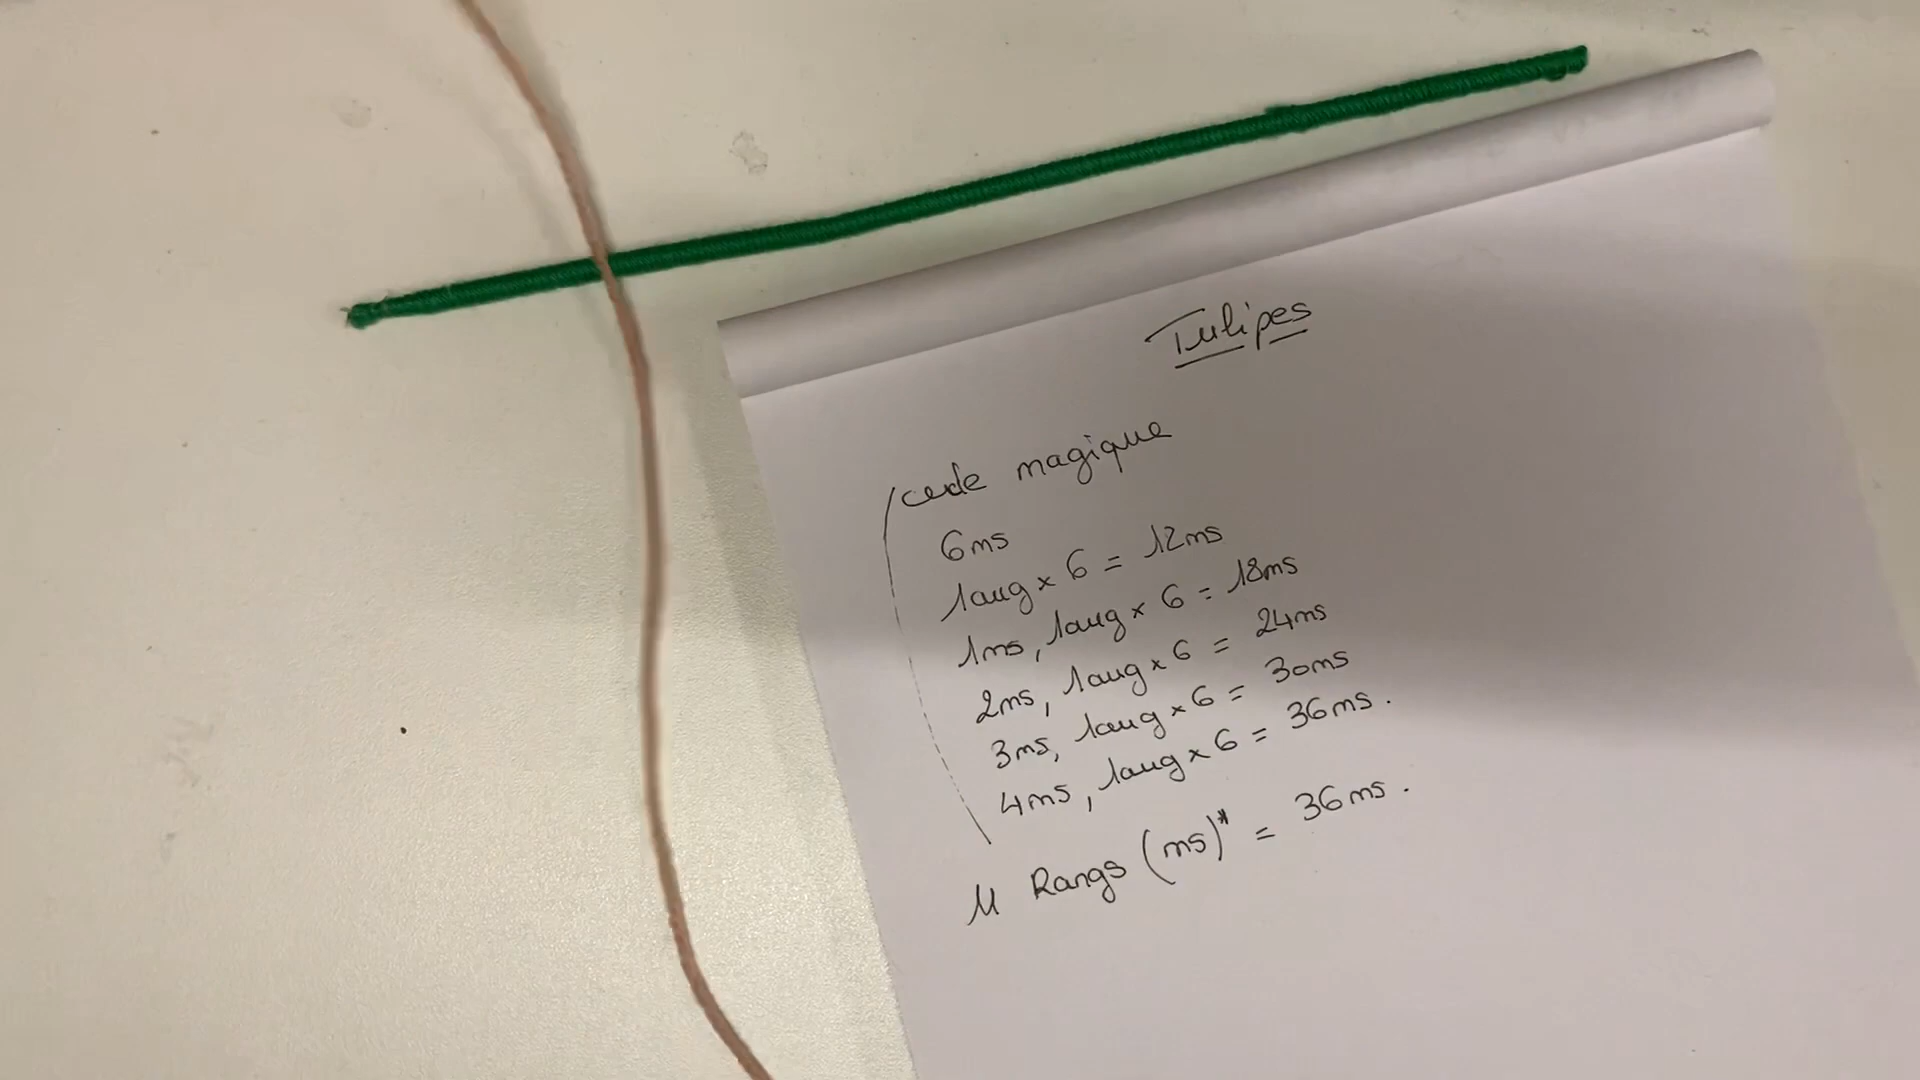 Tulipes
cercle magique
6ms
1aug x 6 = 12ms
1ms, 1aug x 6 = 18ms
2ms, 1aug x 6 = 24ms
3ms, 1aug x 6 = 30ms
4ms, 1aug x 6 = 36ms.
11 Rangs (ms)* = 36ms.